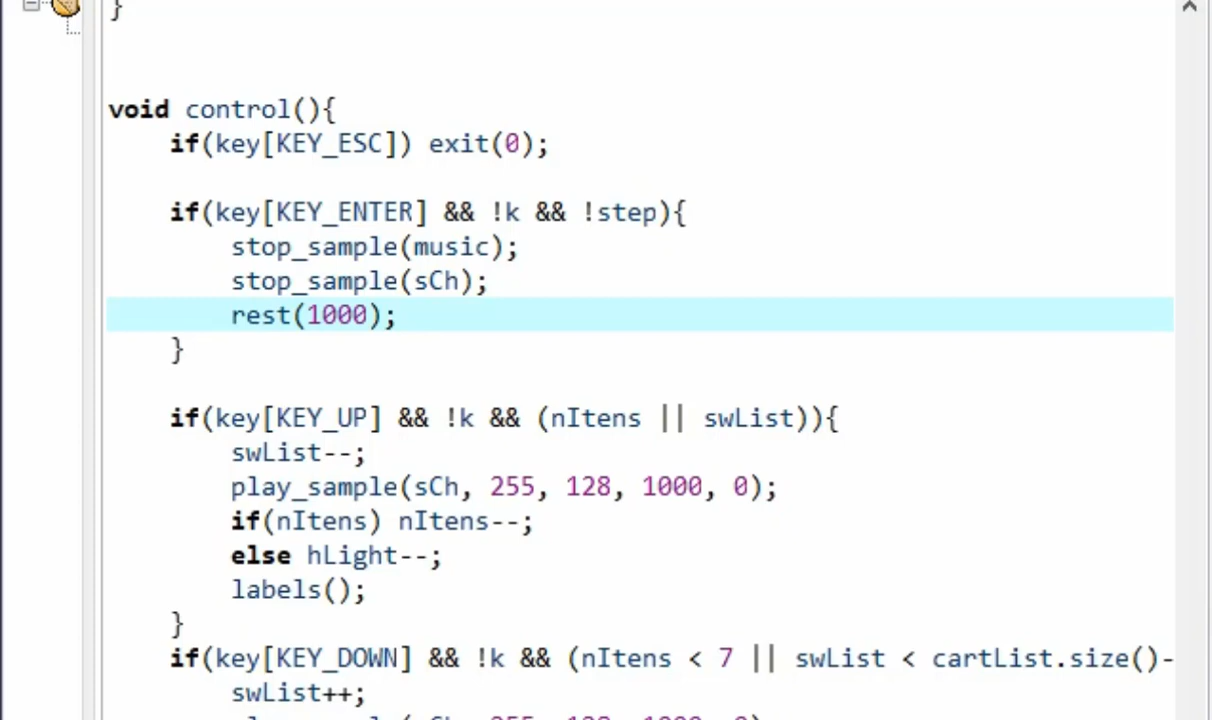 }
void control(){
    if(key[KEY_ESC]) exit(0);
    if(key[KEY_ENTER] && !k && !step){
        stop_sample(music);
        stop_sample(sCh);
        rest(1000);
    }
    if(key[KEY_UP] && !k && (nItens || swList)){
        swList--;
        play_sample(sCh, 255, 128, 1000, 0);
        if(nItens) nItens--;
        else hLight--;
        labels();
    }
    if(key[KEY_DOWN] && !k && (nItens < 7 || swList < cartList.size()-
        swList++;